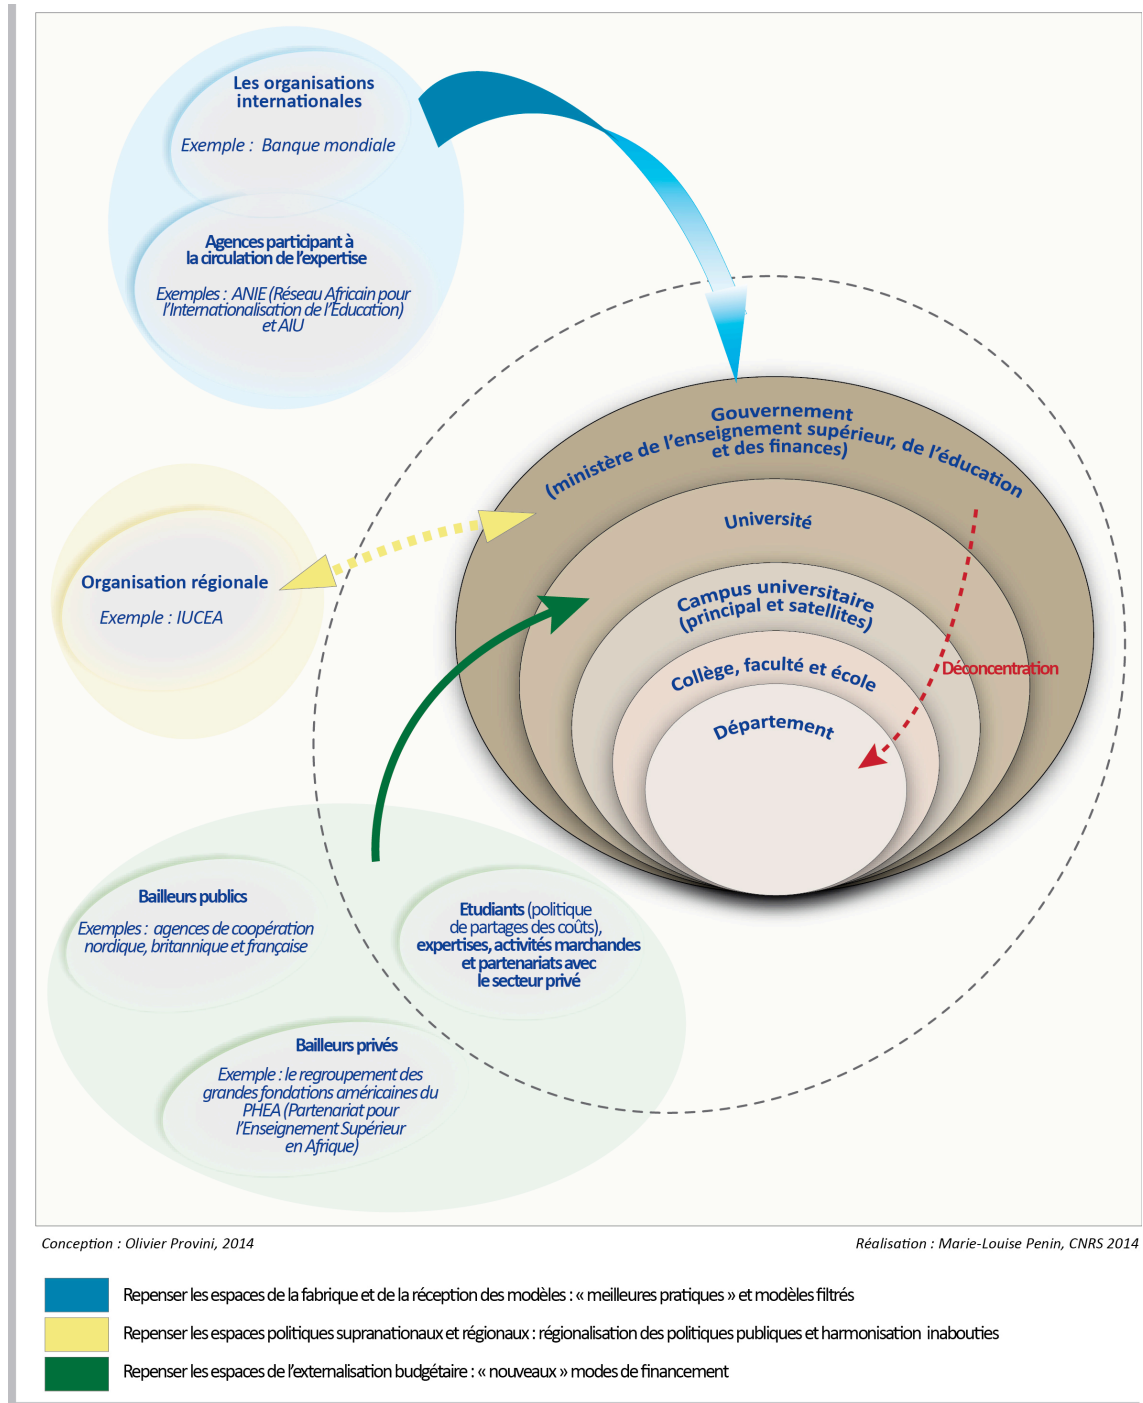 Les organisations
internationales
Exemple : Banque mondiale
Agences participant à
la circulation de l’expertise
Exemples : ANIE (Réseau Africain pour
l’Internationalisation de l’Education)
et AIU
Gouvernement
(ministère de l’enseignement supérieur, de l’éducation
et des finances)
Université
Campus universitaire
(principal et satellites)
Collège, faculté et école
Département
Déconcentration
Organisation régionale
Exemple : IUCEA
Bailleurs publics
Exemples : agences de coopération
nordique, britannique et française
Etudiants (politique
de partages des coûts),
expertises, activités marchandes
et partenariats avec
le secteur privé
Bailleurs privés
Exemple : le regroupement des
grandes fondations américaines du
PHEA (Partenariat pour
l’Enseignement Supérieur
en Afrique)
Conception : Olivier Provini, 2014
Réalisation : Marie-Louise Penin, CNRS 2014
Repenser les espaces de la fabrique et de la réception des modèles : « meilleures pratiques » et modèles filtrés
Repenser les espaces politiques supranationaux et régionaux : régionalisation des politiques publiques et harmonisation inabouties
Repenser les espaces de l’externalisation budgétaire : « nouveaux » modes de financement